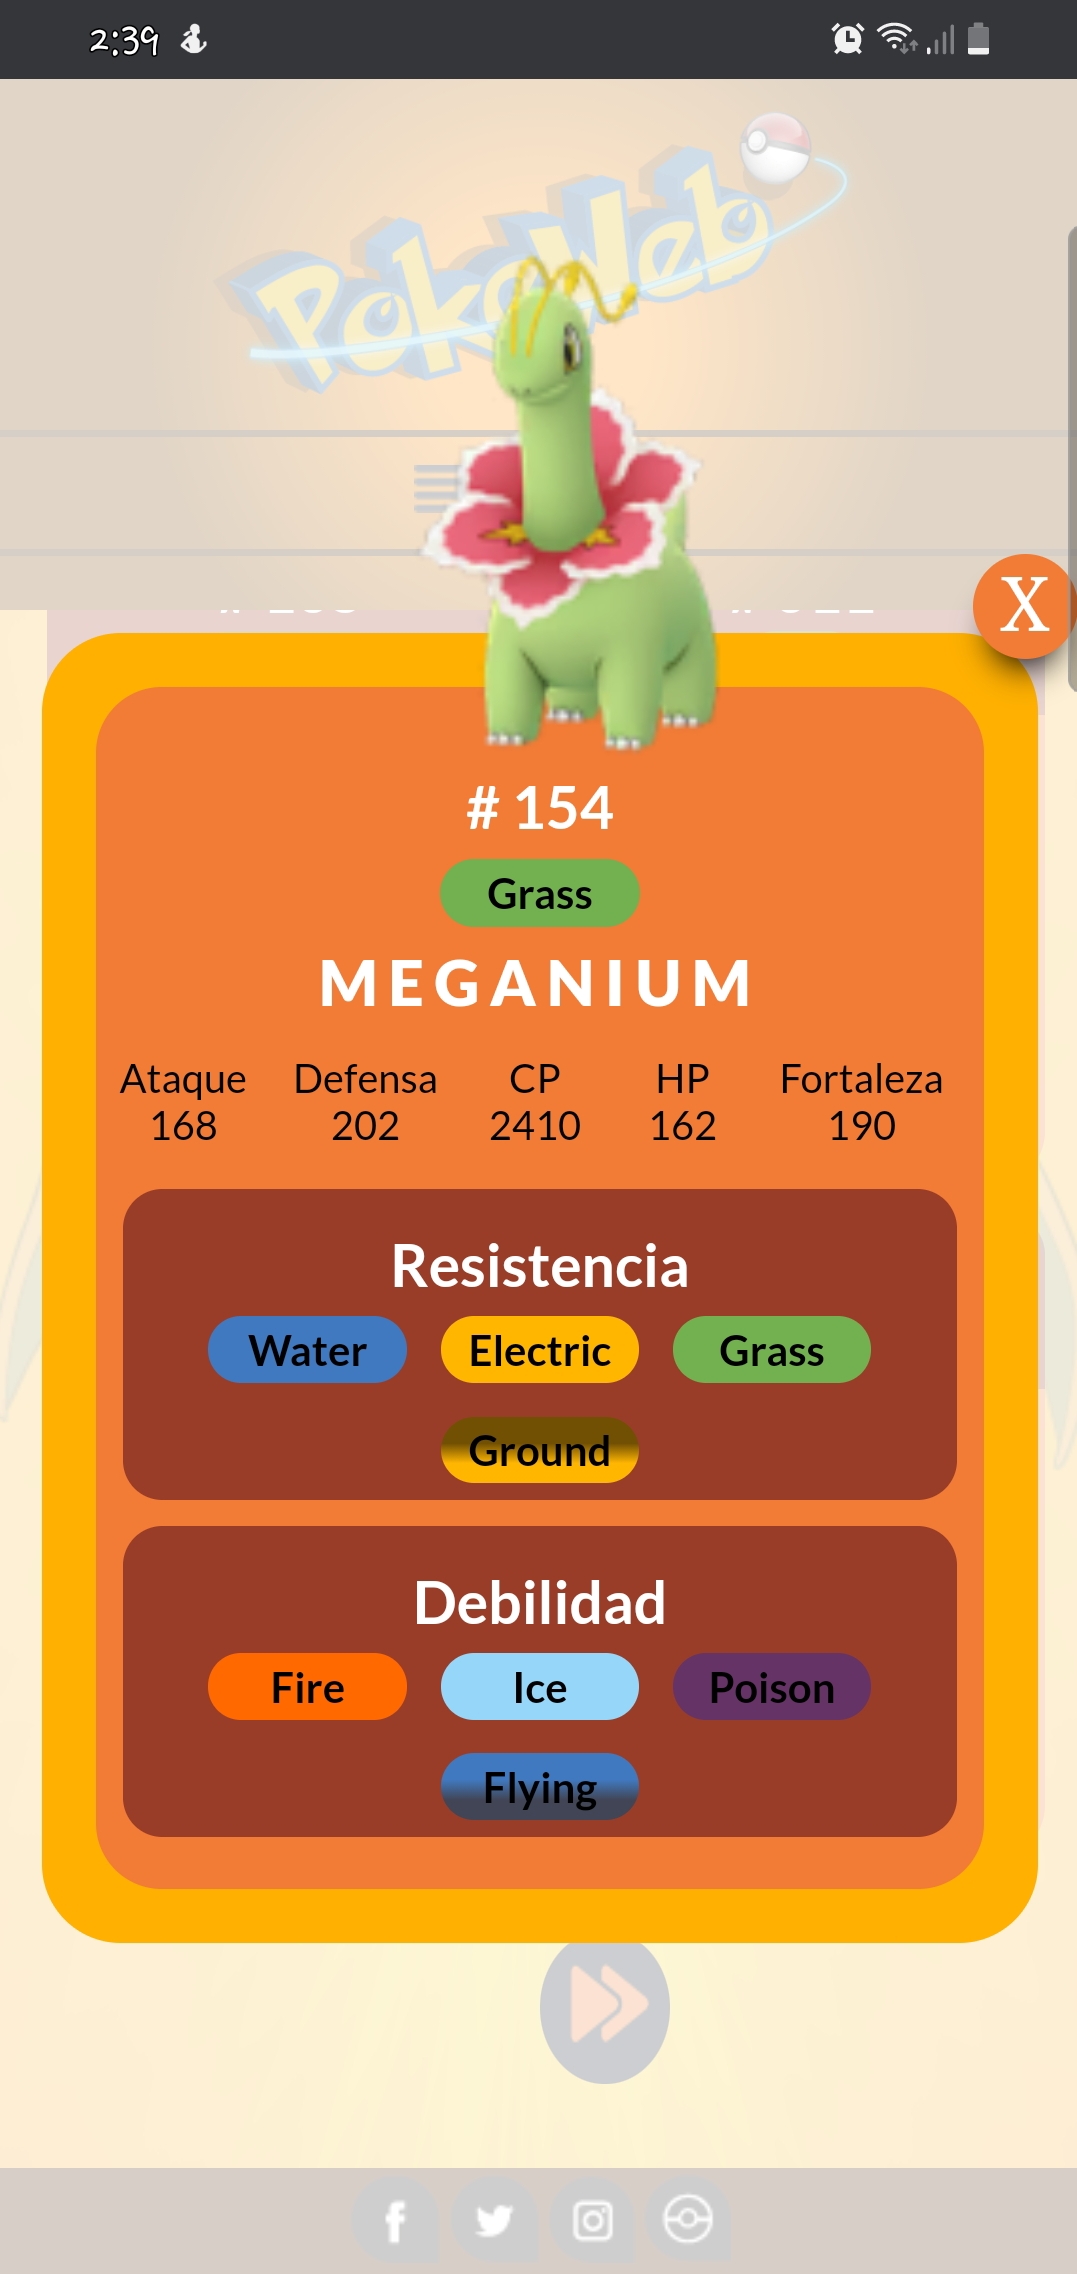 2:39
PokeWeb
X
# 154
Grass
MEGANIUM
Ataque Defensa CP HP Fortaleza
168 202 2410 162 190
Resistencia
Water Electric Grass
Ground
Debilidad
Fire Ice Poison
Flying